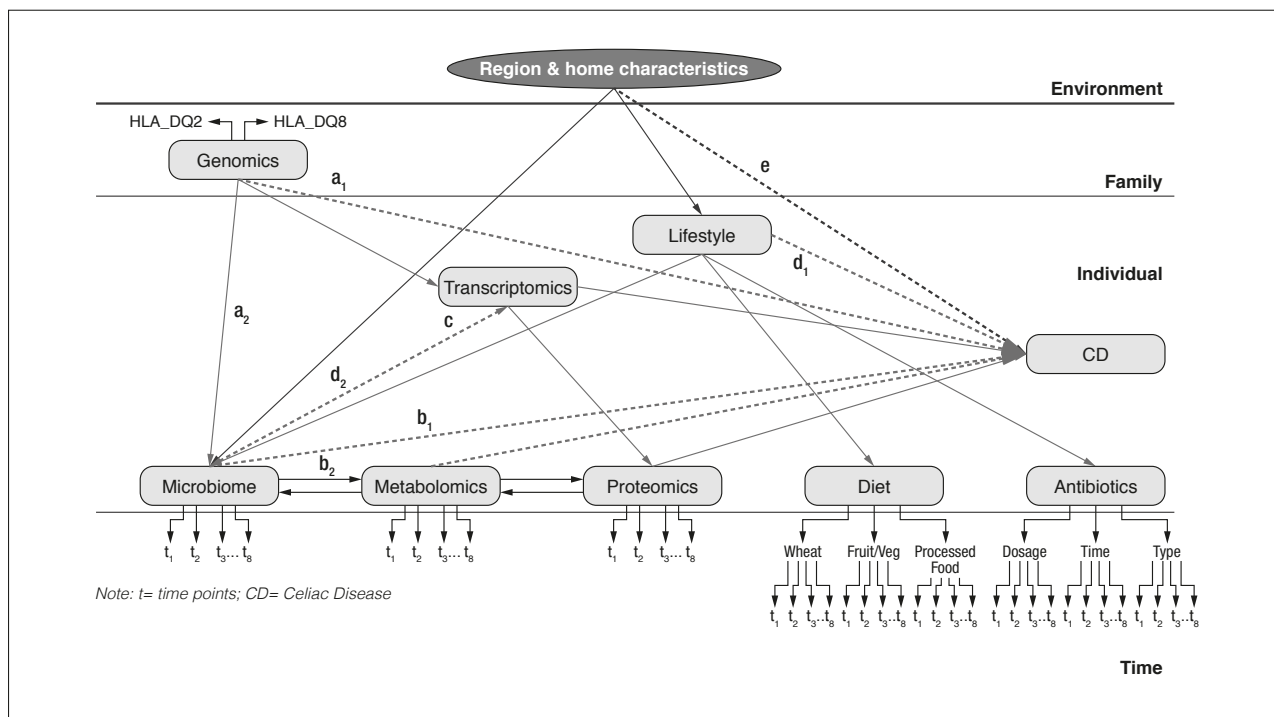 Region & home characteristics
Environment
HLA_DQ2 HLA_DQ8
Genomics
a1
e
Family
Lifestyle
d1
Individual
Transcriptomics
a2
c
CD
d2
b1
b2
Microbiome Metabolomics Proteomics Diet Antibiotics
t1 t2 t3... t8 t1 t2 t3... t8 t1 t2 t3... t8
Wheat Fruit/Veg Processed Food Dosage Time Type
Note: t= time points; CD= Celiac Disease
t1 t2 t3..t8 t1 t2 t3..t8 t1 t2 t3..t8 t1 t2 t3..t8 t1 t2 t3..t8 t1 t2 t3..t8
Time